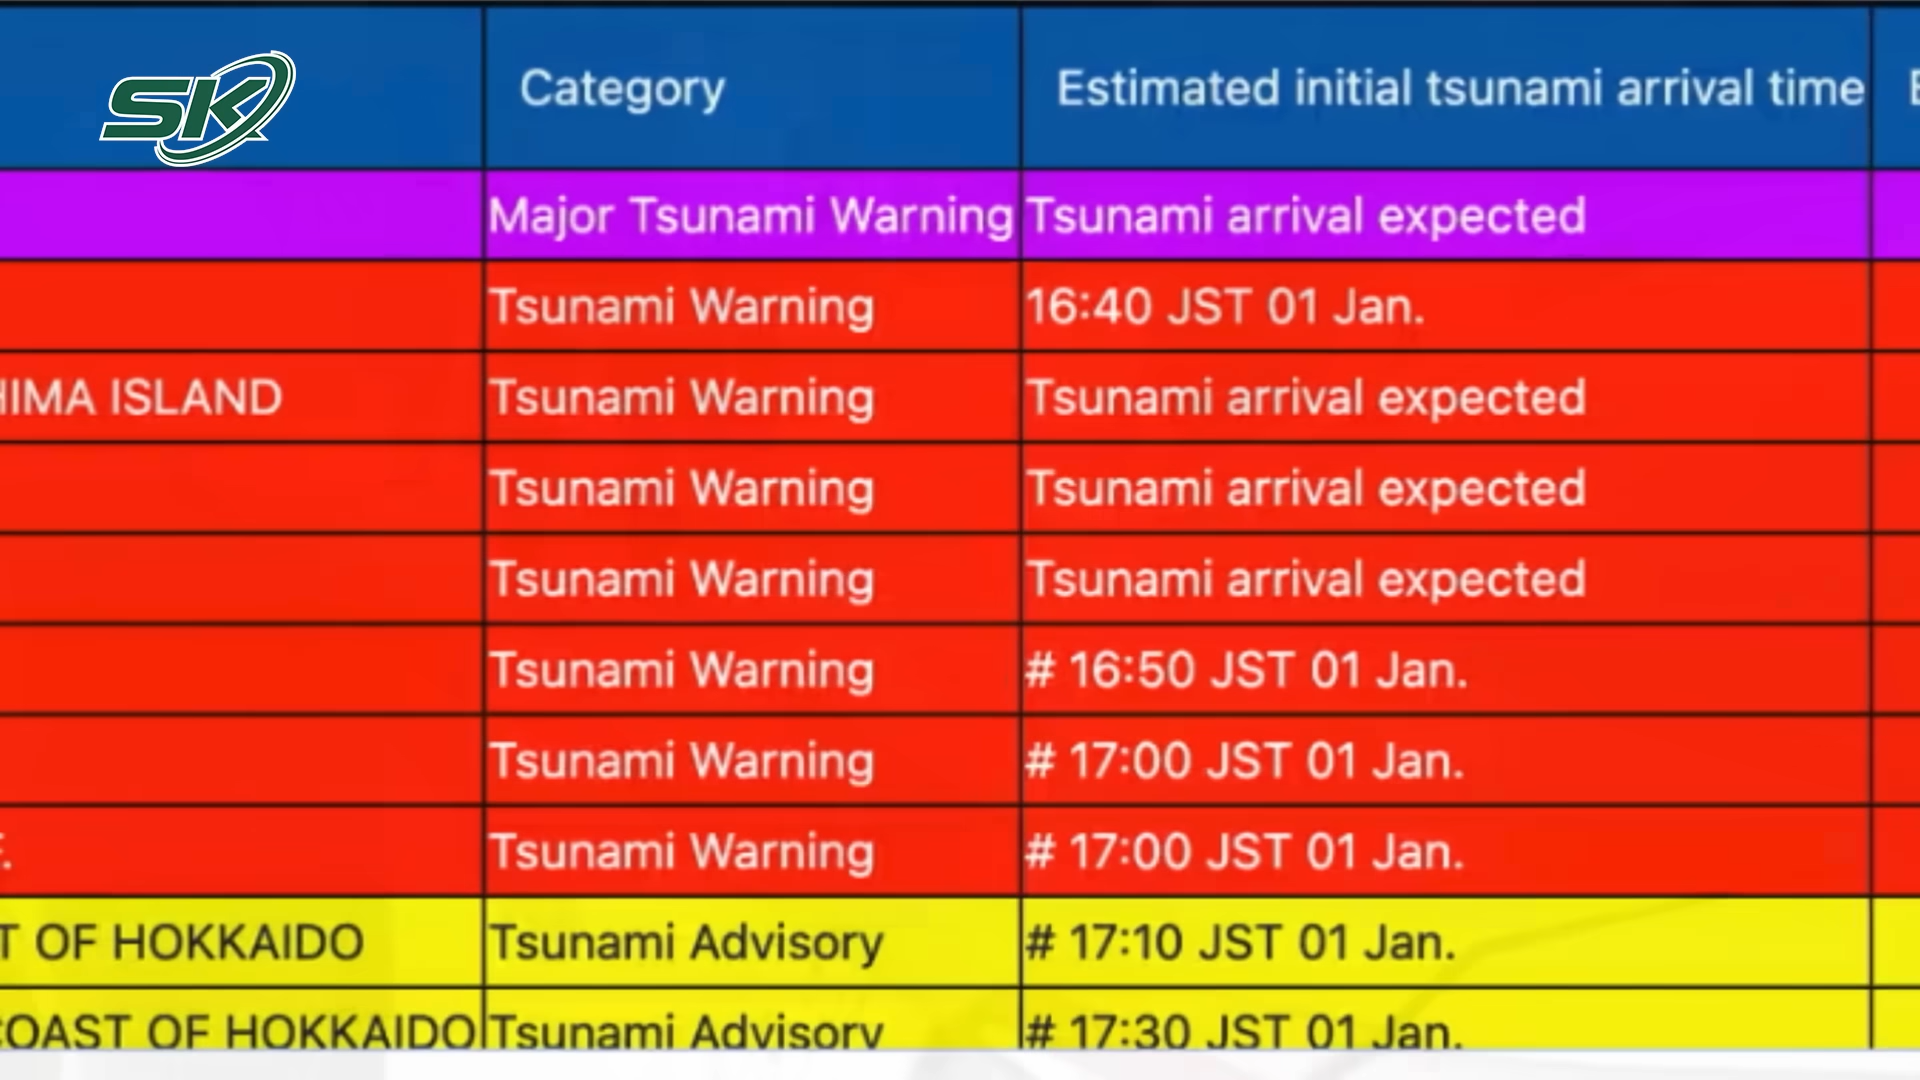 SK
Category Estimated initial tsunami arrival time
Major Tsunami Warning Tsunami arrival expected
Tsunami Warning 16:40 JST 01 Jan.
HIMA ISLAND Tsunami Warning Tsunami arrival expected
Tsunami Warning Tsunami arrival expected
Tsunami Warning Tsunami arrival expected
Tsunami Warning # 16:50 JST 01 Jan.
Tsunami Warning # 17:00 JST 01 Jan.
Tsunami Warning # 17:00 JST 01 Jan.
T OF HOKKAIDO Tsunami Advisory # 17:10 JST 01 Jan.
COAST OF HOKKAIDO Tsunami Advisory # 17:30 JST 01 Jan.